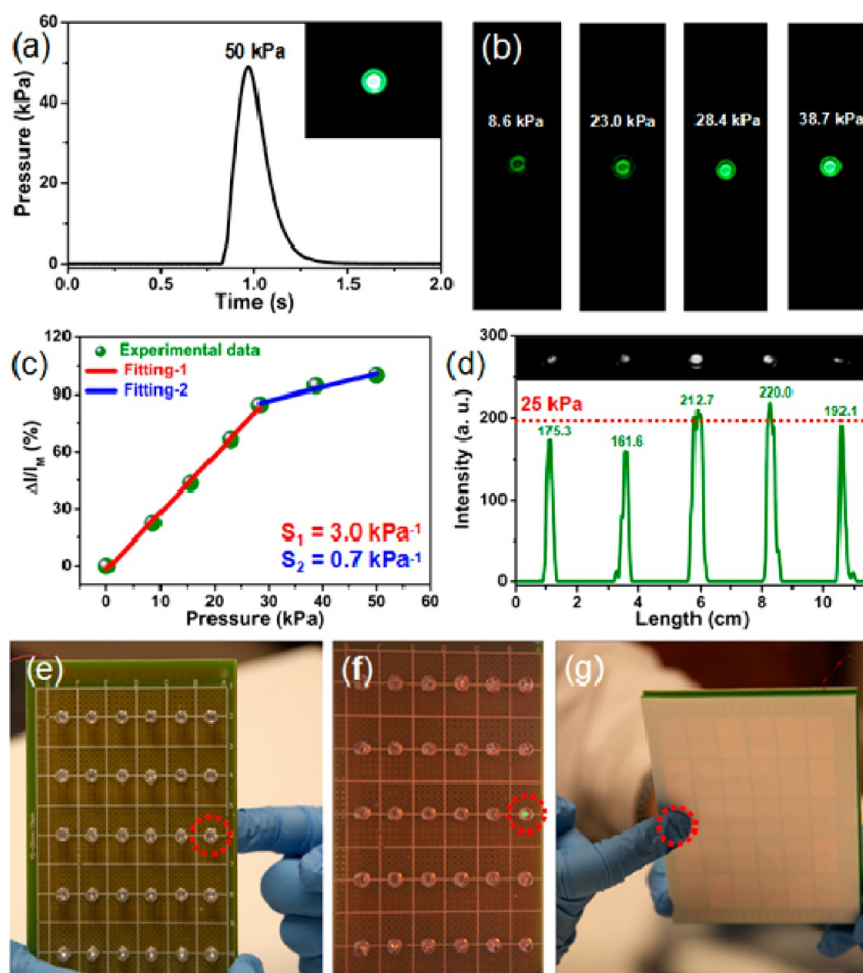 (a)
60
50 kPa
40
20
0
Pressure (kPa)
0.0 0.5 1.0 1.5 2.0
Time (s)
(b)
8.6 kPa 23.0 kPa 28.4 kPa 38.7 kPa
(c)
120
90
60
30
0
ΔI/I_M (%)
Experimental data
Fitting-1
Fitting-2
S₁ = 3.0 kPa⁻¹
S₂ = 0.7 kPa⁻¹
0 10 20 30 40 50 60
Pressure (kPa)
(d)
300
200
100
0
Intensity (a. u.)
25 kPa
175.3 161.6 212.7 220.0 192.1
0 2 4 6 8 10
Length (cm)
(e)
(f)
(g)